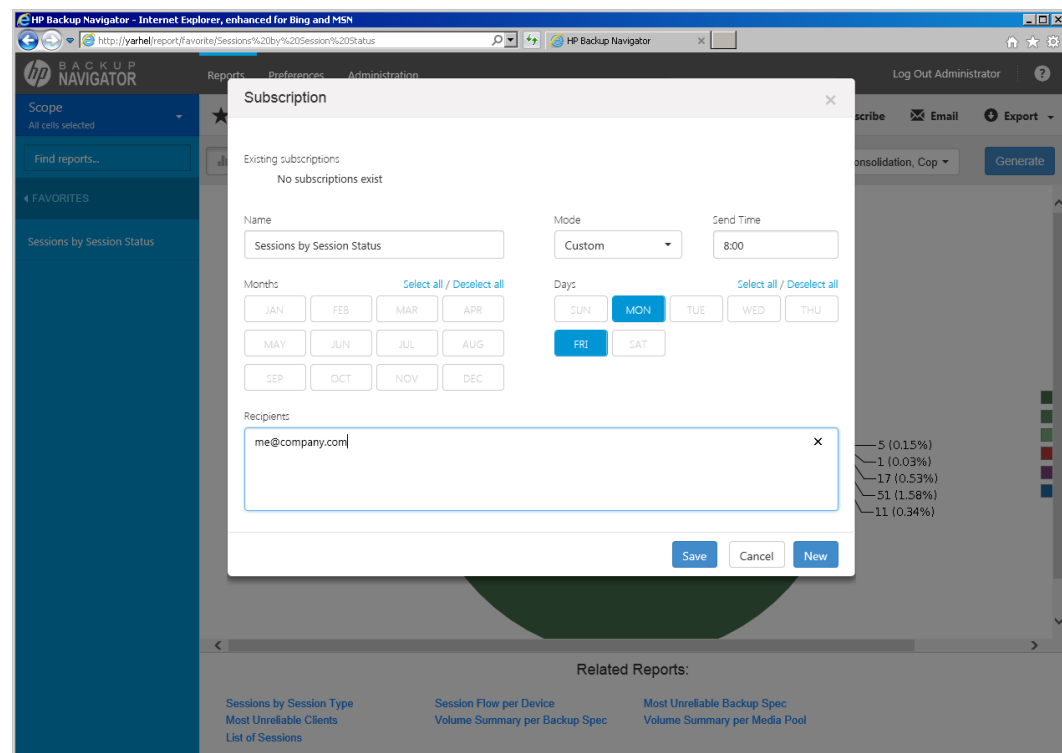 HP Backup Navigator - Internet Explorer, enhanced for Bing and MSN
http://yarhel/report/favorite/Sessions%20by%20Session%20Status
HP Backup Navigator
hp BACKUP NAVIGATOR
Reports Preferences Administration
Log Out Administrator
?
Scope
All cells selected
scribe Email Export
Find reports...
onsolidation, Cop
Generate
FAVORITES
Sessions by Session Status
Subscription
Existing subscriptions
No subscriptions exist
Name Mode Send Time
Sessions by Session Status Custom 8:00
Months Select all / Deselect all Days Select all / Deselect all
JAN FEB MAR APR SUN MON TUE WED THU
MAY JUN JUL AUG FRI SAT
SEP OCT NOV DEC
Recipients
me@company.com
Save Cancel New
5 (0.15%)
1 (0.03%)
17 (0.53%)
51 (1.58%)
11 (0.34%)
Related Reports:
Sessions by Session Type Session Flow per Device Most Unreliable Backup Spec
Most Unreliable Clients Volume Summary per Backup Spec Volume Summary per Media Pool
List of Sessions